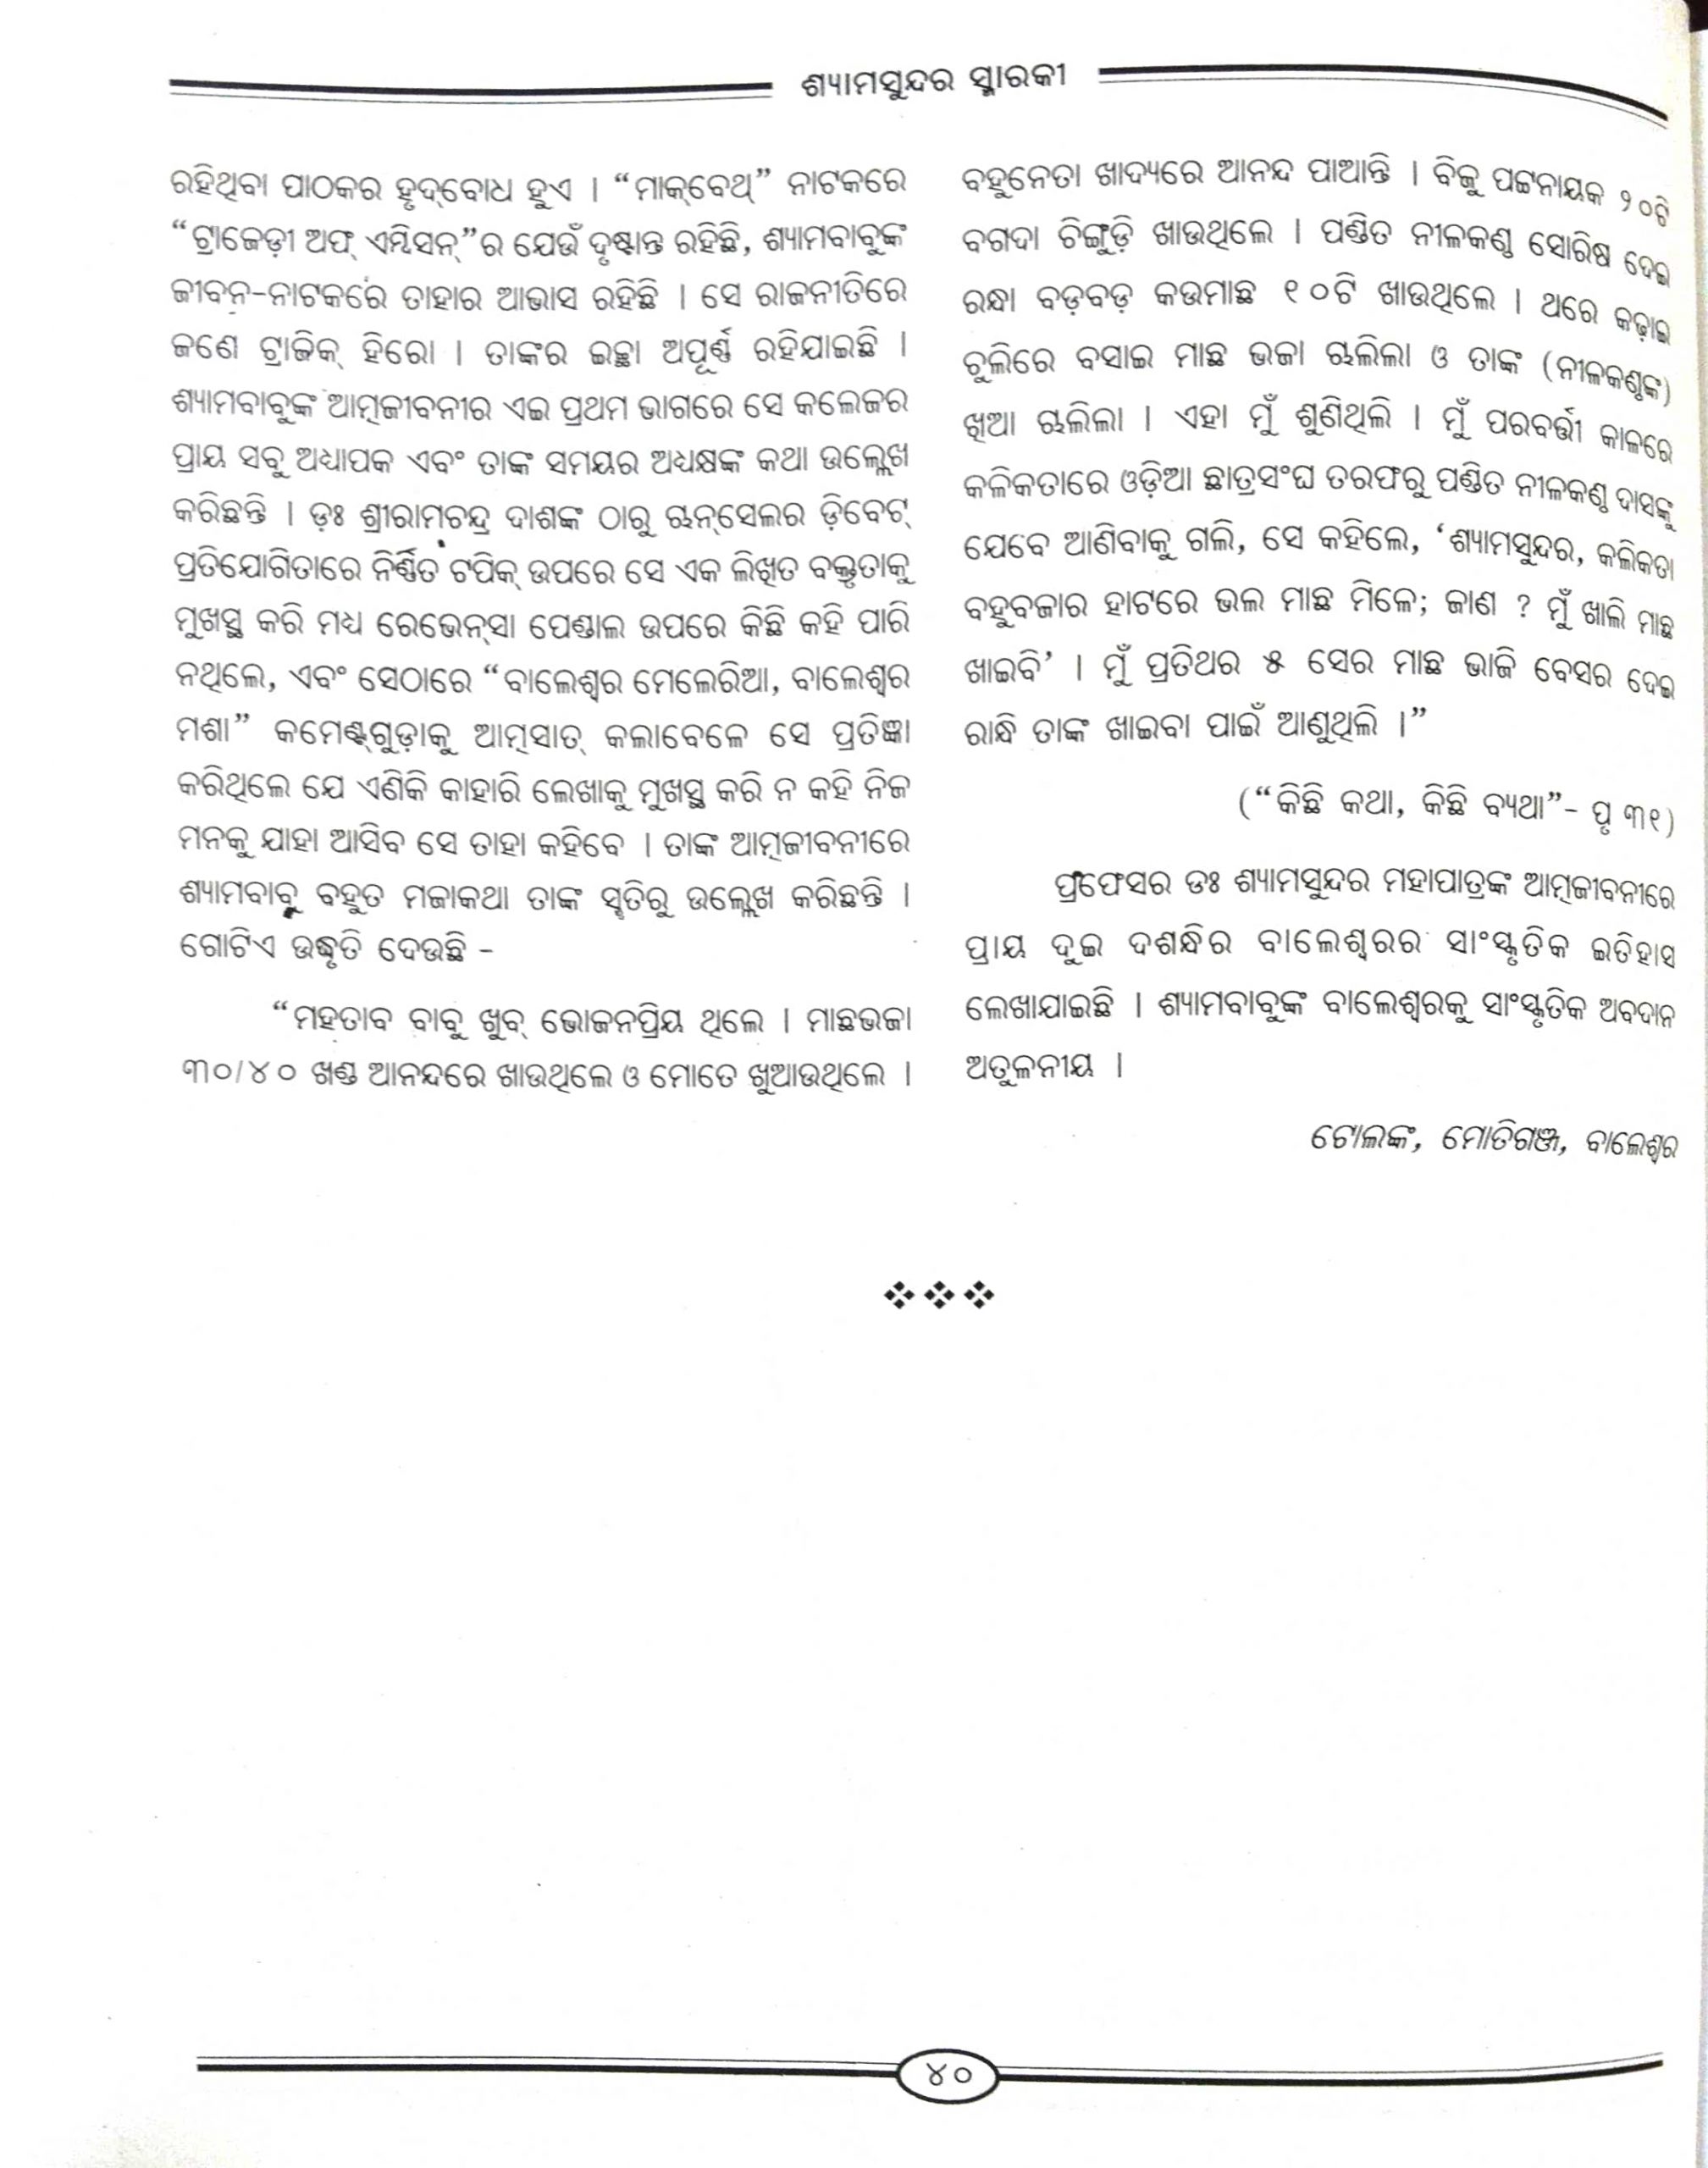 ଶ୍ୟାମସୁନ୍ଦର ସ୍ମାରକୀ
ରହିଥିବା ପାଠକର ହୃଦ୍‌ବୋଧ ହୁଏ । “ମାକ୍‌ବେଥ୍” ନାଟକରେ
“ଟ୍ରାଜେଡ଼ୀ ଅଫ୍ ଏମ୍ବିସନ୍”ର ଯେଉଁ ଦୃଷ୍ଟାନ୍ତ ରହିଛି, ଶ୍ୟାମବାବୁଙ୍କ
ଜୀବନ-ନାଟକରେ ତାହାର ଆଭାସ ରହିଛି । ସେ ରାଜନୀତିରେ
ଜଣେ ଟ୍ରାଜିକ୍ ହିରୋ । ତାଙ୍କର ଇଚ୍ଛା ଅପୂର୍ଣ୍ଣ ରହିଯାଇଛି ।
ଶ୍ୟାମବାବୁଙ୍କ ଆତ୍ମଜୀବନୀର ଏଇ ପ୍ରଥମ ଭାଗରେ ସେ କଲେଜର
ପ୍ରାୟ ସବୁ ଅଧ୍ୟାପକ ଏବଂ ତାଙ୍କ ସମୟର ଅଧ୍ୟକ୍ଷଙ୍କ କଥା ଉଲ୍ଲେଖ
କରିଛନ୍ତି । ଡ଼ଃ ଶ୍ରୀରାମଚନ୍ଦ୍ର ଦାଶଙ୍କ ଠାରୁ ଚାନ୍‌ସେଲର ଡ଼ିବେଟ୍
ପ୍ରତିଯୋଗିତାରେ ନିର୍ଣ୍ଣିତ ଟପିକ୍ ଉପରେ ସେ ଏକ ଲିଖିତ ବକ୍ତୃତାକୁ
ମୁଖସ୍ଥ କରି ମଧ୍ୟ ରେଭେନ୍‌ସା ପେଣ୍ଡାଲ ଉପରେ କିଛି କହି ପାରି
ନଥିଲେ, ଏବଂ ସେଠାରେ “ବାଲେଶ୍ୱର ମେଲେରିଆ, ବାଲେଶ୍ୱର
ମଶା” କମେଣ୍ଟ୍‌ଗୁଡ଼ାକୁ ଆତ୍ମସାତ୍ କଲାବେଳେ ସେ ପ୍ରତିଜ୍ଞା
କରିଥିଲେ ଯେ ଏଣିକି କାହାରି ଲେଖାକୁ ମୁଖସ୍ଥ କରି ନ କହି ନିଜ
ମନକୁ ଯାହା ଆସିବ ସେ ତାହା କହିବେ । ତାଙ୍କ ଆତ୍ମଜୀବନୀରେ
ଶ୍ୟାମବାବୁ ବହୁତ ମଜାକଥା ତାଙ୍କ ସ୍ମୃତିରୁ ଉଲ୍ଲେଖ କରିଛନ୍ତି ।
ଗୋଟିଏ ଉଦ୍ଧୃତି ଦେଉଛି -
“ମହତାବ ବାବୁ ଖୁବ୍ ଭୋଜନପ୍ରିୟ ଥିଲେ । ମାଛଭଜା
୩୦/୪୦ ଖଣ୍ଡ ଆନନ୍ଦରେ ଖାଉଥିଲେ ଓ ମୋତେ ଖୁଆଉଥିଲେ ।
ବହୁନେତା ଖାଦ୍ୟରେ ଆନନ୍ଦ ପାଆନ୍ତି । ବିଜୁ ପଟ୍ଟନାୟକ ୨୦ଟି
ବଗଦା ଚିଙ୍ଗୁଡ଼ି ଖାଉଥିଲେ । ପଣ୍ଡିତ ନୀଳକଣ୍ଠ ସୋରିଷ ଦେଇ
ରନ୍ଧା ବଡ଼ବଡ଼ କଉମାଛ ୧୦ଟି ଖାଉଥିଲେ । ଥରେ କଢ଼ାଇ
ଚୁଲିରେ ବସାଇ ମାଛ ଭଜା ଚାଲିଲା ଓ ତାଙ୍କ (ନୀଳକଣ୍ଠଙ୍କ)
ଖିଆ ଚାଲିଲା । ଏହା ମୁଁ ଶୁଣିଥିଲି । ମୁଁ ପରବର୍ତ୍ତୀ କାଳରେ
କଳିକତାରେ ଓଡ଼ିଆ ଛାତ୍ରସଂଘ ତରଫରୁ ପଣ୍ଡିତ ନୀଳକଣ୍ଠ ଦାସଙ୍କୁ
ଯେବେ ଆଣିବାକୁ ଗଲି, ସେ କହିଲେ, ‘ଶ୍ୟାମସୁନ୍ଦର, କଲିକତା
ବହୁବଜାର ହାଟରେ ଭଲ ମାଛ ମିଳେ; ଜାଣ ? ମୁଁ ଖାଲି ମାଛ
ଖାଇବି’ । ମୁଁ ପ୍ରତିଥର ୫ ସେର ମାଛ ଭାଜି ବେସର ଦେଇ
ରାନ୍ଧି ତାଙ୍କ ଖାଇବା ପାଇଁ ଆଣୁଥିଲି ।”
(“କିଛି କଥା, କିଛି ବ୍ୟଥା”- ପୃ ୩୧)
ପ୍ରଫେସର ଡଃ ଶ୍ୟାମସୁନ୍ଦର ମହାପାତ୍ରଙ୍କ ଆତ୍ମଜୀବନୀରେ
ପ୍ରାୟ ଦୁଇ ଦଶନ୍ଧିର ବାଲେଶ୍ୱରର ସାଂସ୍କୃତିକ ଇତିହାସ
ଲେଖାଯାଇଛି । ଶ୍ୟାମବାବୁଙ୍କ ବାଲେଶ୍ୱରକୁ ସାଂସ୍କୃତିକ ଅବଦାନ
ଅତୁଳନୀୟ ।
ଟୋଲଙ୍କ, ମୋତିଗଞ୍ଜ, ବାଲେଶ୍ୱର
୪୦